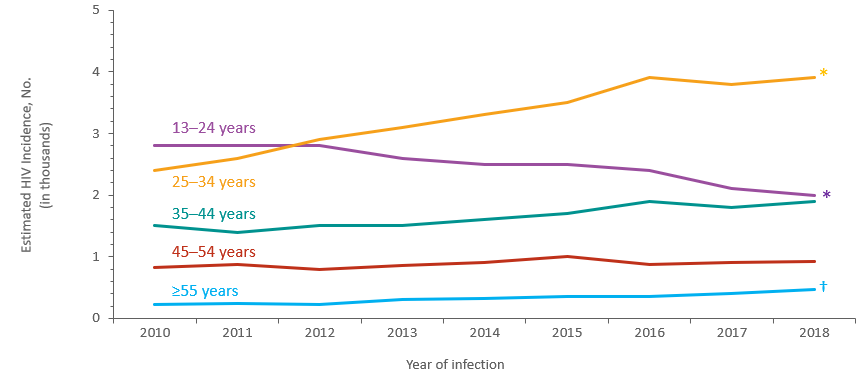 5
4
3
2
1
0
Estimated HIV Incidence, No.
(in thousands)
13–24 years
25–34 years
35–44 years
45–54 years
≥55 years
*
*
†
2010 2011 2012 2013 2014 2015 2016 2017 2018
Year of infection